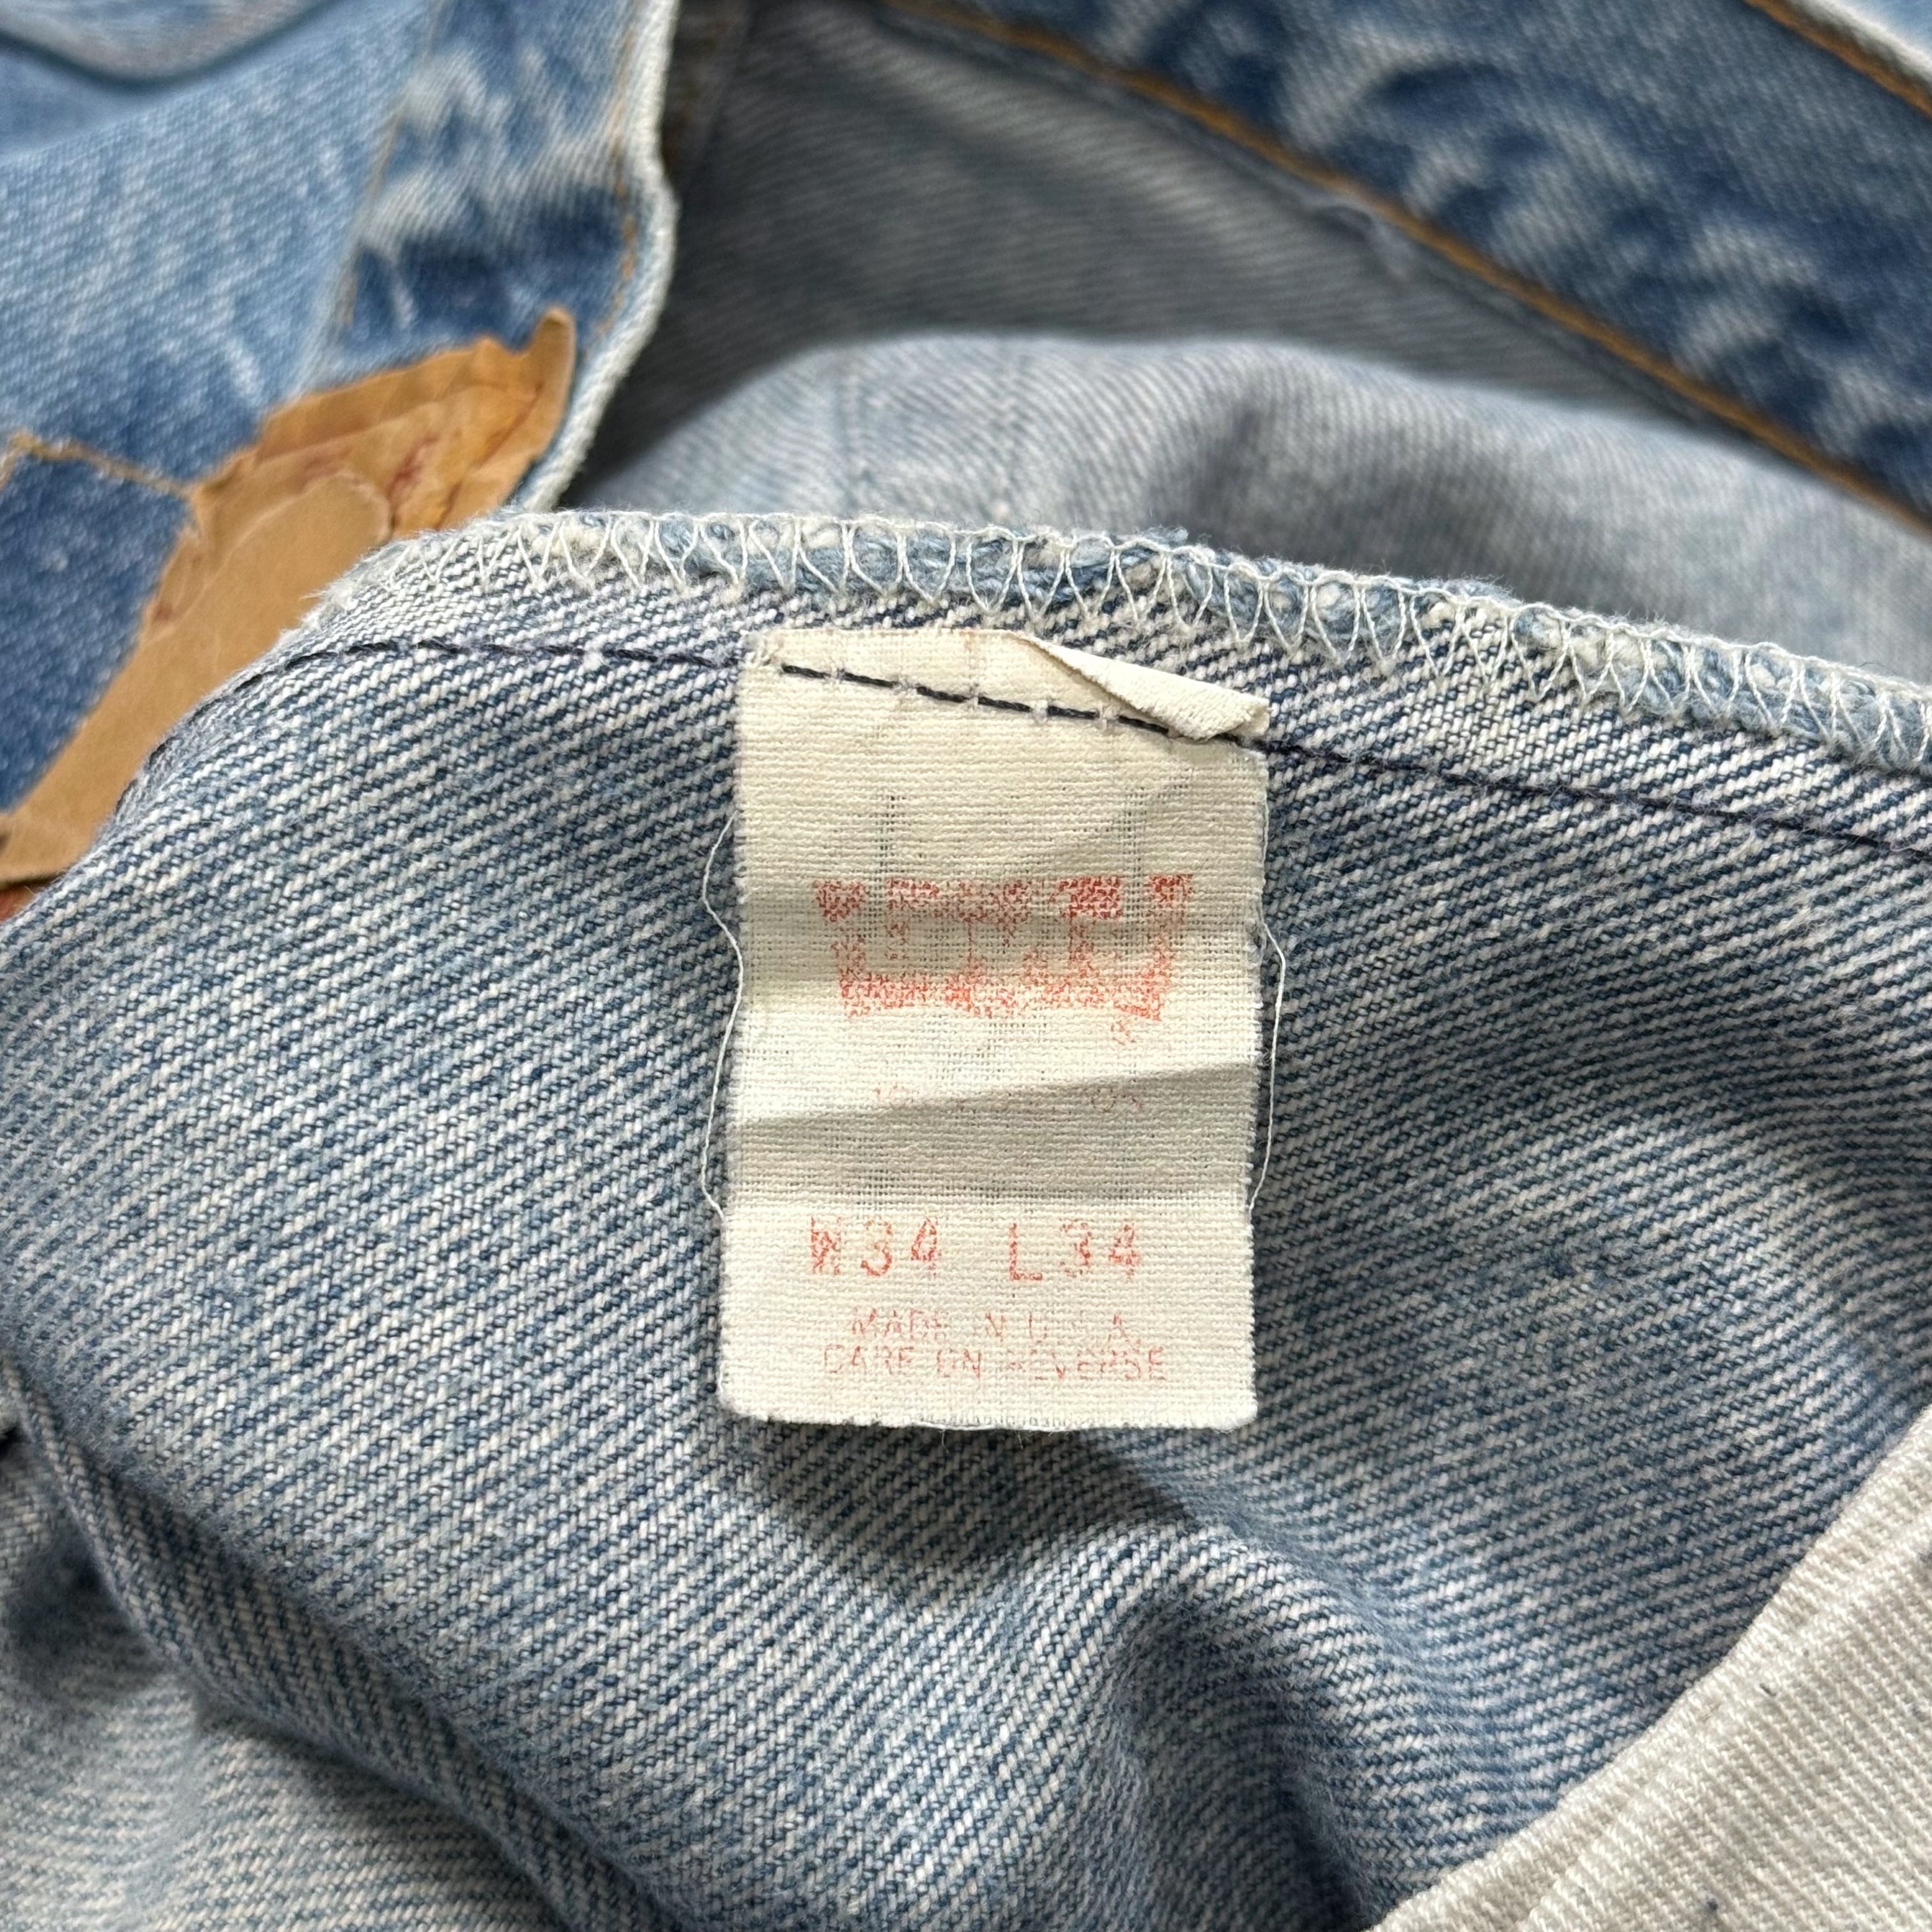 ®
W34 L34
MADE IN U.S.A.
CARE ON REVERSE